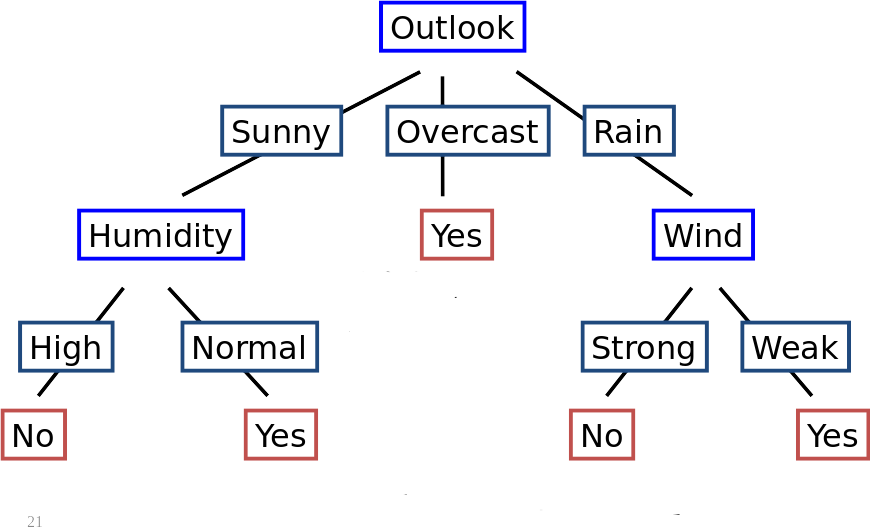 Outlook
Sunny Overcast Rain
Humidity Yes Wind
High Normal Strong Weak
No Yes No Yes
21